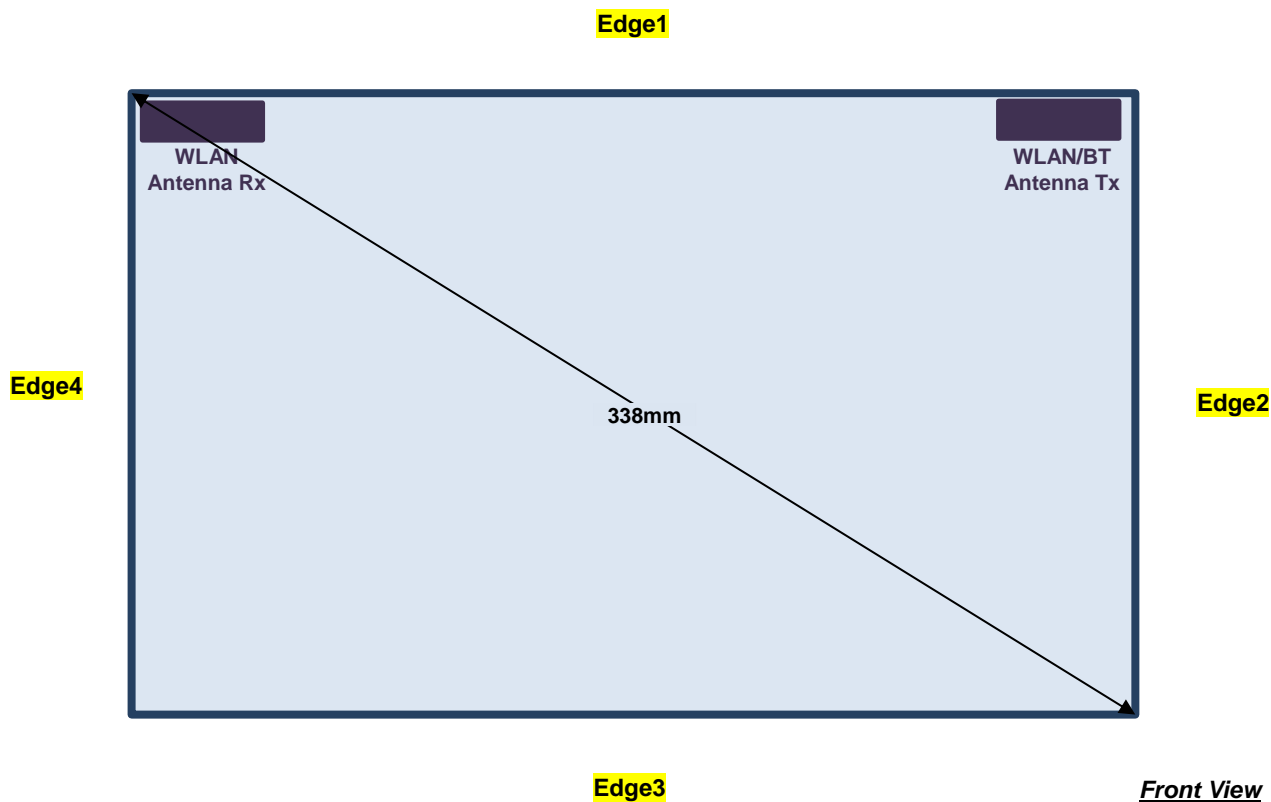 Edge1
WLAN
Antenna Rx
WLAN/BT
Antenna Tx
Edge4
Edge2
338mm
Edge3
Front View